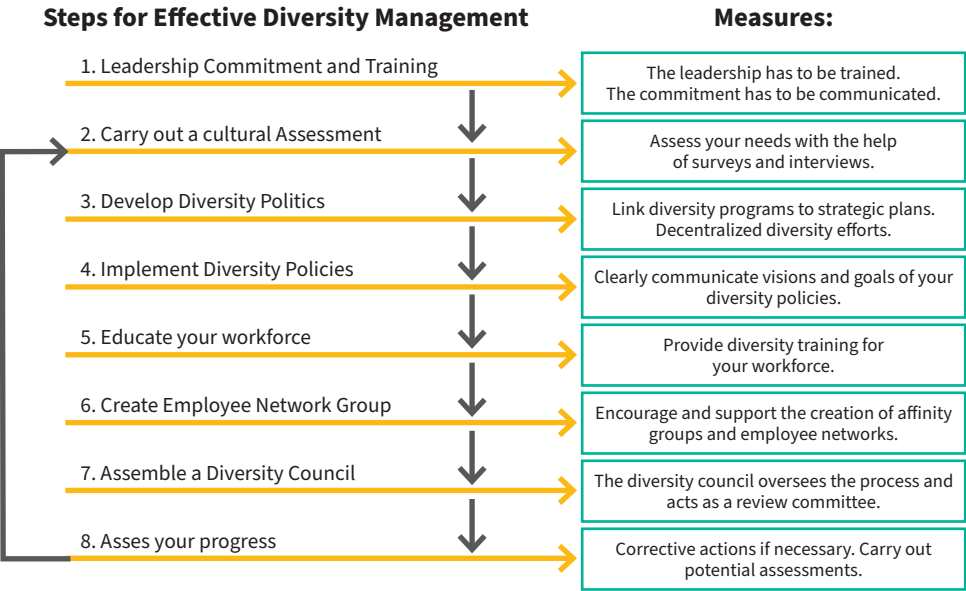 Steps for Effective Diversity Management
Measures:
1. Leadership Commitment and Training
The leadership has to be trained.
The commitment has to be communicated.
2. Carry out a cultural Assessment
Assess your needs with the help
of surveys and interviews.
3. Develop Diversity Politics
Link diversity programs to strategic plans.
Decentralized diversity efforts.
4. Implement Diversity Policies
Clearly communicate visions and goals of your
diversity policies.
5. Educate your workforce
Provide diversity training for
your workforce.
6. Create Employee Network Group
Encourage and support the creation of affinity
groups and employee networks.
7. Assemble a Diversity Council
The diversity council oversees the process and
acts as a review committee.
8. Asses your progress
Corrective actions if necessary. Carry out
potential assessments.